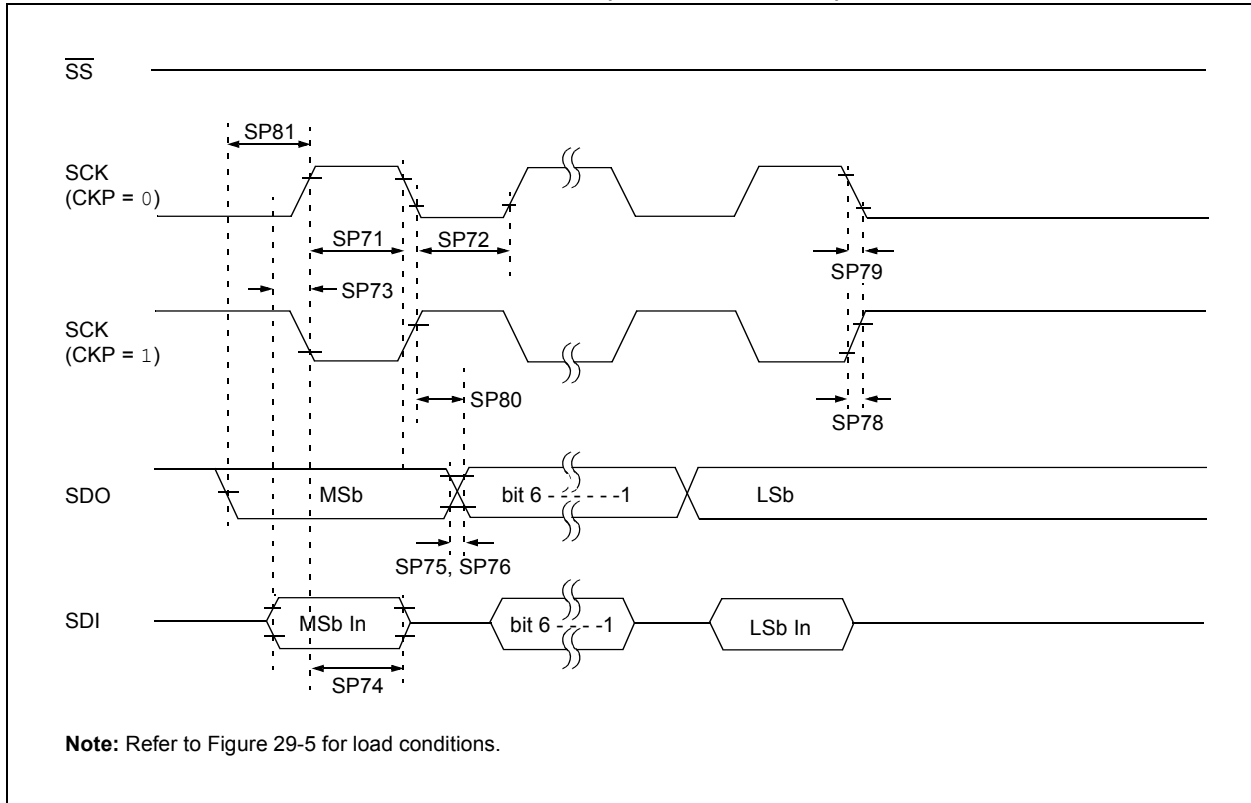 SS
SP81
SCK
(CKP = 0)
SP71
SP72
SP79
SP73
SCK
(CKP = 1)
SP80
SP78
SDO
MSb
bit 6 - - - - - -1
LSb
SP75, SP76
SDI
MSb In
bit 6 - - - -1
LSb In
SP74
Note: Refer to Figure 29-5 for load conditions.